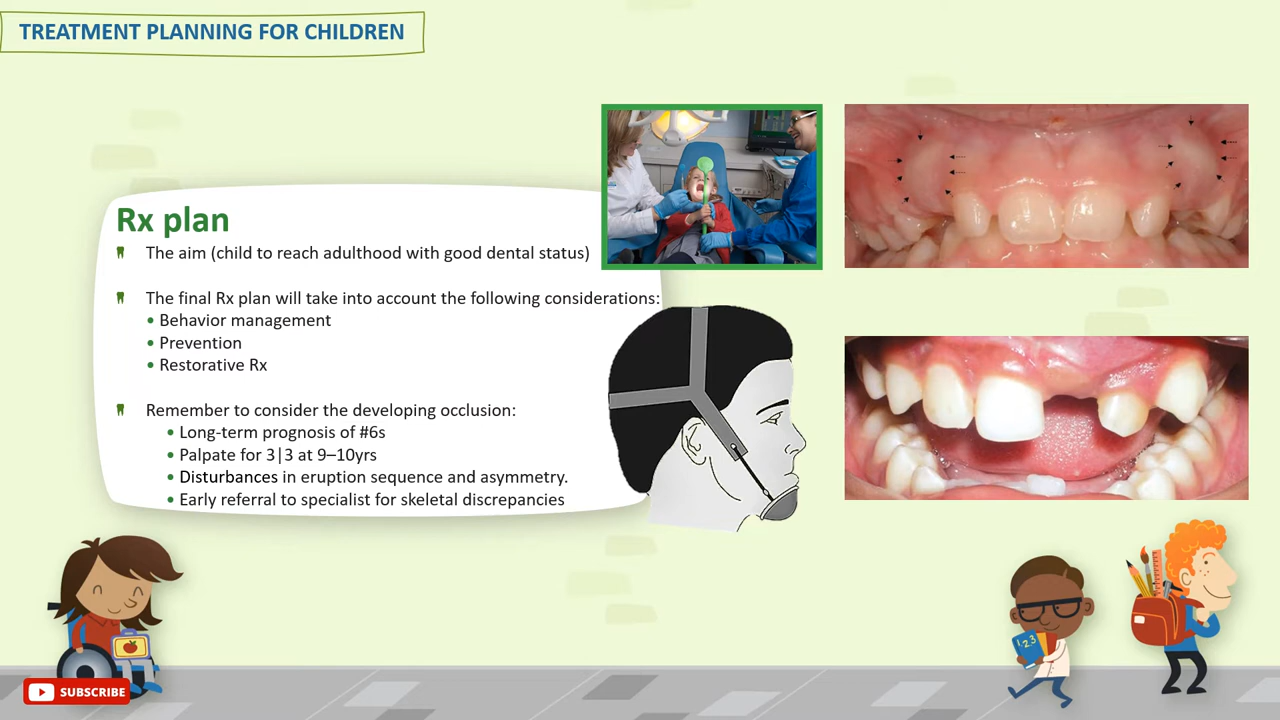 TREATMENT PLANNING FOR CHILDREN
Rx plan
The aim (child to reach adulthood with good dental status)
The final Rx plan will take into account the following considerations:
• Behavior management
• Prevention
• Restorative Rx
Remember to consider the developing occlusion:
• Long-term prognosis of #6s
• Palpate for 3|3 at 9–10yrs
• Disturbances in eruption sequence and asymmetry.
• Early referral to specialist for skeletal discrepancies
1 2 3
SUBSCRIBE